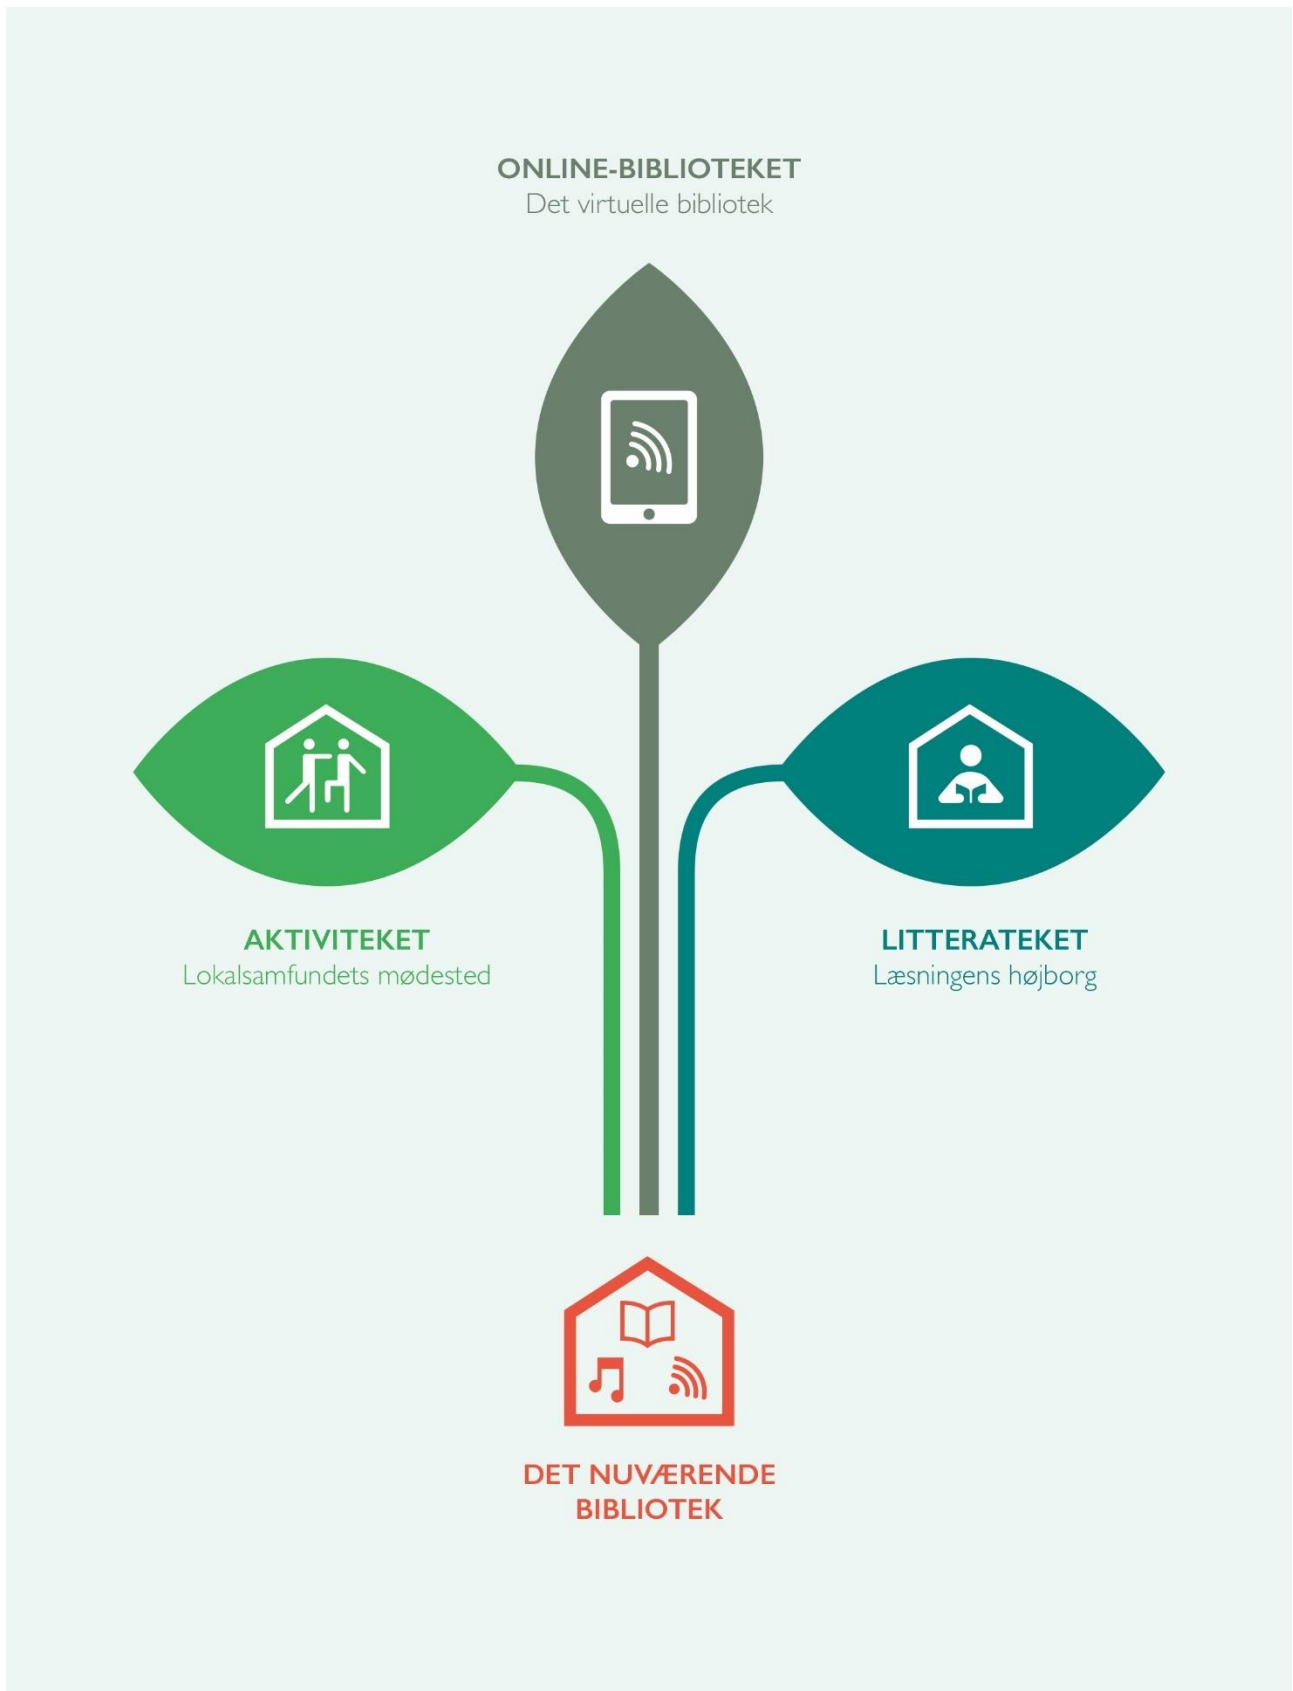 ONLINE-BIBLIOTEKET
Det virtuelle bibliotek
AKTIVITEKET
Lokalsamfundets mødested
LITTERATEKET
Læsningens højborg
DET NUVÆRENDE
BIBLIOTEK